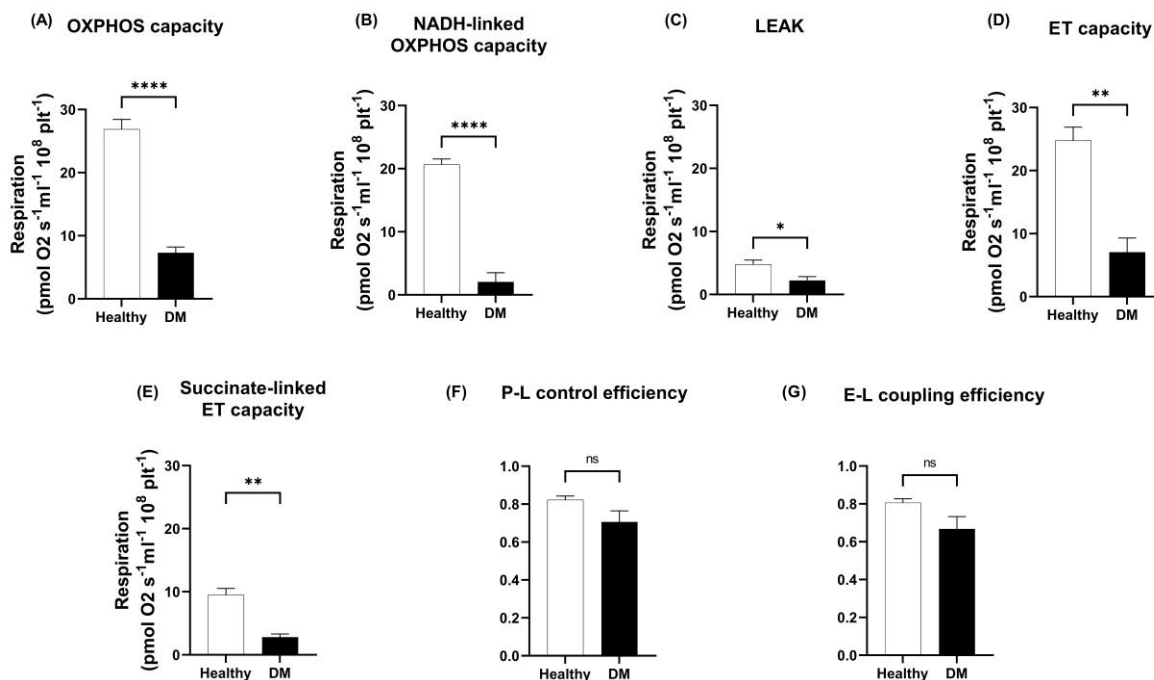 (A) OXPHOS capacity
Respiration
(pmol O2 s⁻¹ml⁻¹ 10⁸ plt⁻¹)
30
20
10
0
****
Healthy DM
(B) NADH-linked
OXPHOS capacity
Respiration
(pmol O2 s⁻¹ml⁻¹ 10⁸ plt⁻¹)
30
20
10
0
****
Healthy DM
(C) LEAK
Respiration
(pmol O2 s⁻¹ml⁻¹ 10⁸ plt⁻¹)
30
20
10
0
*
Healthy DM
(D) ET capacity
Respiration
(pmol O2 s⁻¹ml⁻¹ 10⁸ plt⁻¹)
30
20
10
0
**
Healthy DM
(E) Succinate-linked
ET capacity
Respiration
(pmol O2 s⁻¹ml⁻¹ 10⁸ plt⁻¹)
30
20
10
0
**
Healthy DM
(F) P-L control efficiency
1.0
0.8
0.6
0.4
0.2
0.0
ns
Healthy DM
(G) E-L coupling efficiency
1.0
0.8
0.6
0.4
0.2
0.0
ns
Healthy DM